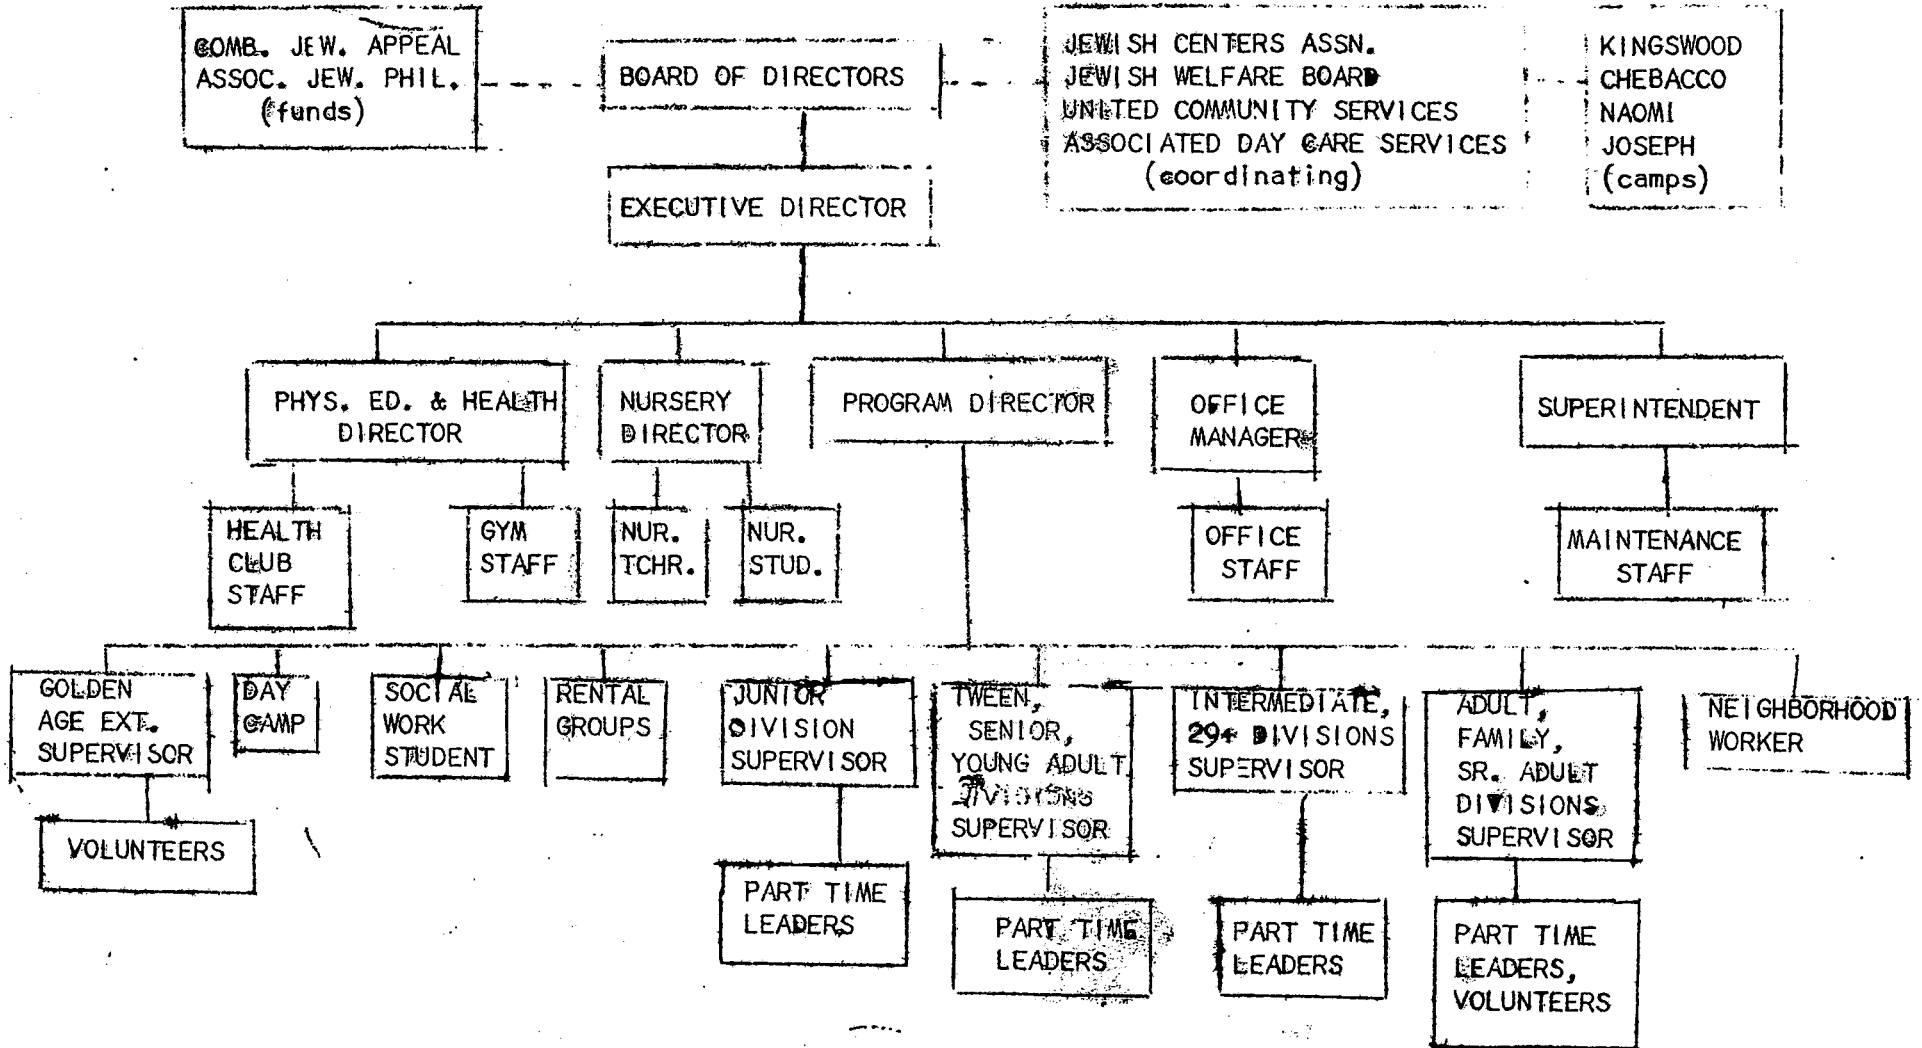 COMB. JEW. APPEAL
ASSOC. JEW. PHIL.
(funds)
BOARD OF DIRECTORS
JEWISH CENTERS ASSN.
JEWISH WELFARE BOARD
UNITED COMMUNITY SERVICES
ASSOCIATED DAY CARE SERVICES
(coordinating)
KINGSWOOD
CHEBACCO
NAOMI
JOSEPH
(camps)
EXECUTIVE DIRECTOR
PHYS. ED. & HEALTH
DIRECTOR
NURSERY
DIRECTOR
PROGRAM DIRECTOR
OFFICE
MANAGER
SUPERINTENDENT
HEALTH
CLUB
STAFF
GYM
STAFF
NUR.
TCHR.
NUR.
STUD.
OFFICE
STAFF
MAINTENANCE
STAFF
GOLDEN
AGE EXT.
SUPERVISOR
DAY
CAMP
SOCIAL
WORK
STUDENT
RENTAL
GROUPS
JUNIOR
DIVISION
SUPERVISOR
TWEEN,
SENIOR,
YOUNG ADULT
DIVISIONS
SUPERVISOR
INTERMEDIATE,
29+ DIVISIONS
SUPERVISOR
ADULT,
FAMILY,
SR. ADULT
DIVISIONS
SUPERVISOR
NEIGHBORHOOD
WORKER
VOLUNTEERS
PART TIME
LEADERS
PART TIME
LEADERS
PART TIME
LEADERS
PART TIME
LEADERS,
VOLUNTEERS